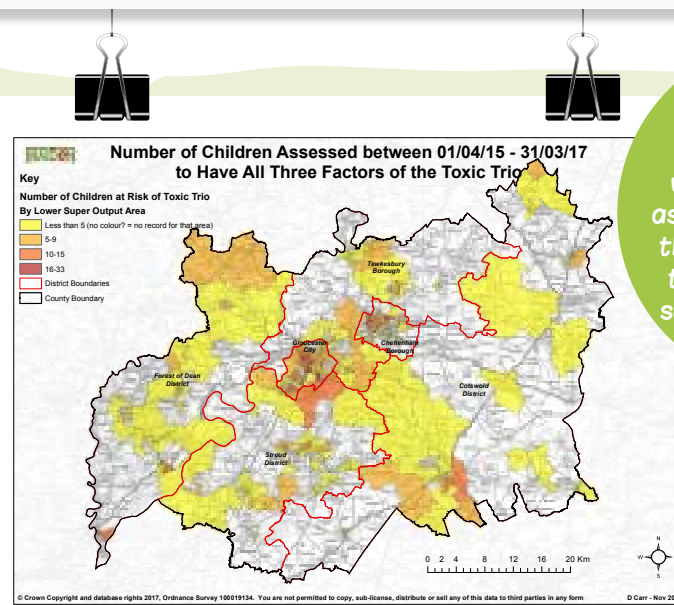 Number of Children Assessed between 01/04/15 - 31/03/17
to Have All Three Factors of the Toxic Trio
Key
Number of Children at Risk of Toxic Trio
By Lower Super Output Area
Less than 5 (no colour? = no record for that area)
5-9
10-15
16-33
District Boundaries
County Boundary
Tewkesbury
Borough
Gloucester
City
Cheltenham
Borough
Forest of Dean
District
Cotswold
District
Stroud
District
0 2 4 8 12 16 20 Km
N
W
S
© Crown Copyright and database rights 2017, Ordnance Survey 100019134. You are not permitted to copy, sub-license, distribute or sell any of this data to third parties in any form
D Carr - Nov 20